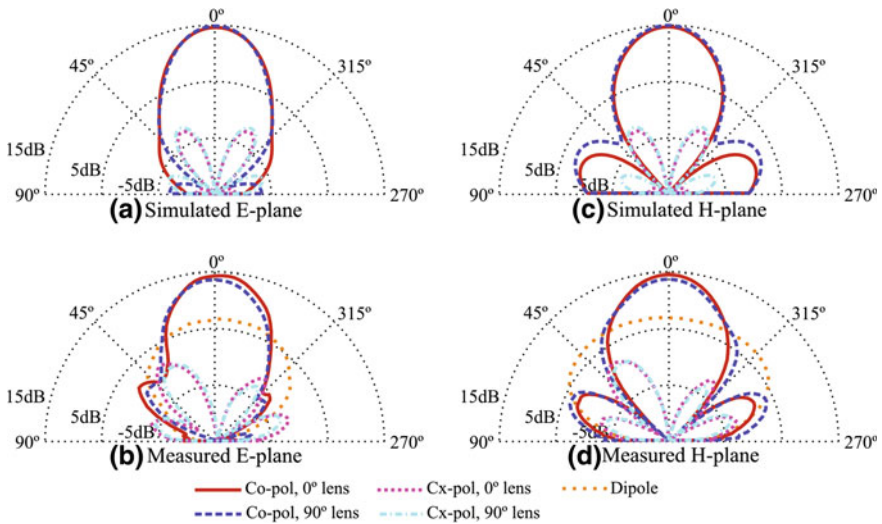 0º
0º
45º
315º
45º
315º
15dB
5dB
-5dB
15dB
5dB
-5dB
90º
270º
90º
270º
(a) Simulated E-plane
(c) Simulated H-plane
0º
0º
45º
315º
45º
315º
15dB
5dB
-5dB
15dB
5dB
-5dB
90º
270º
90º
270º
(b) Measured E-plane
(d) Measured H-plane
Co-pol, 0º lens
Cx-pol, 0º lens
Dipole
Co-pol, 90º lens
Cx-pol, 90º lens